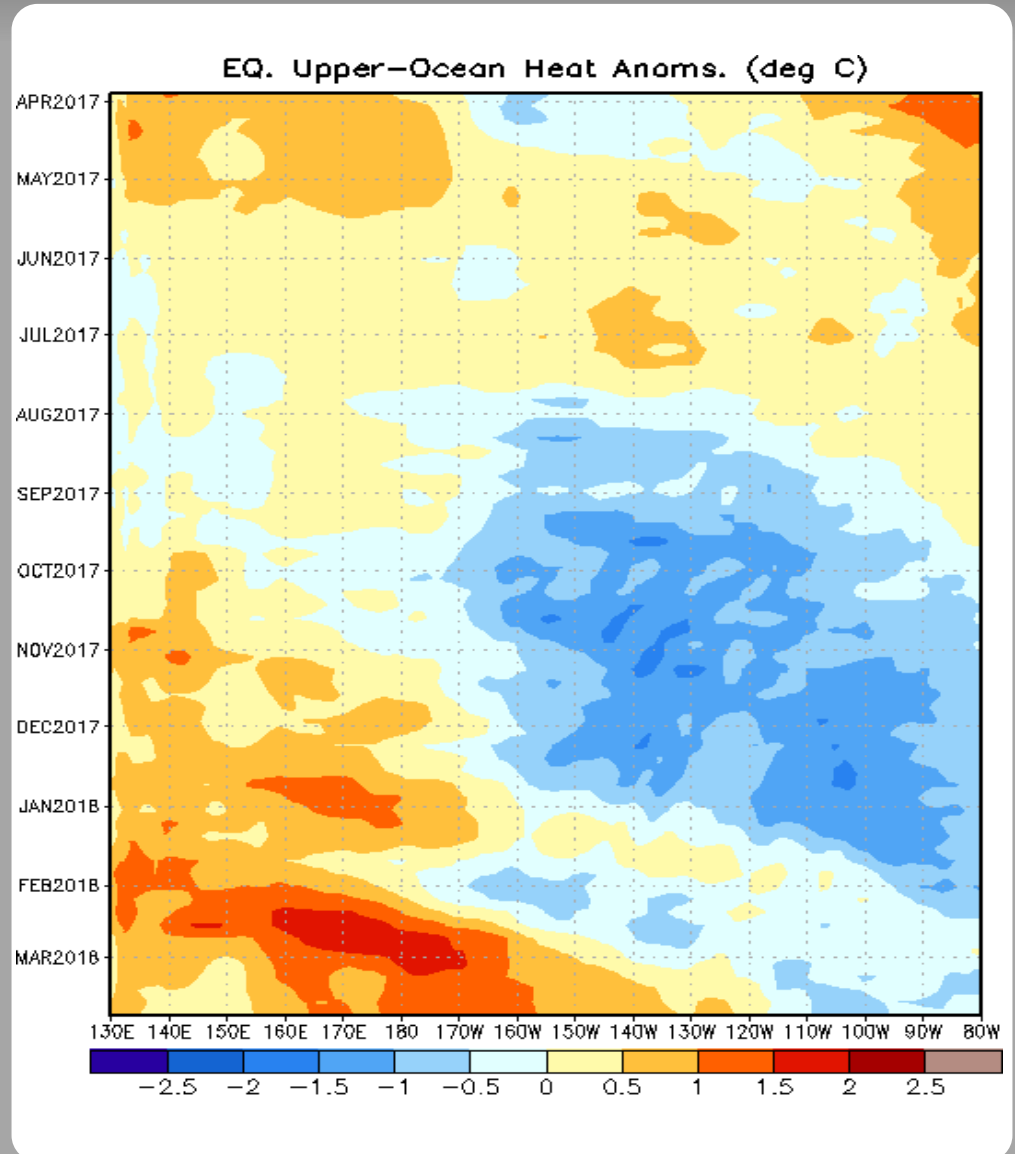 EQ. Upper-Ocean Heat Anoms. (deg C)
APR2017
MAY2017
JUN2017
JUL2017
AUG2017
SEP2017
OCT2017
NOV2017
DEC2017
JAN2018
FEB2018
MAR2018
130E 140E 150E 160E 170E 180 170W 160W 150W 140W 130W 120W 110W 100W 90W 80W
-2.5 -2 -1.5 -1 -0.5 0 0.5 1 1.5 2 2.5